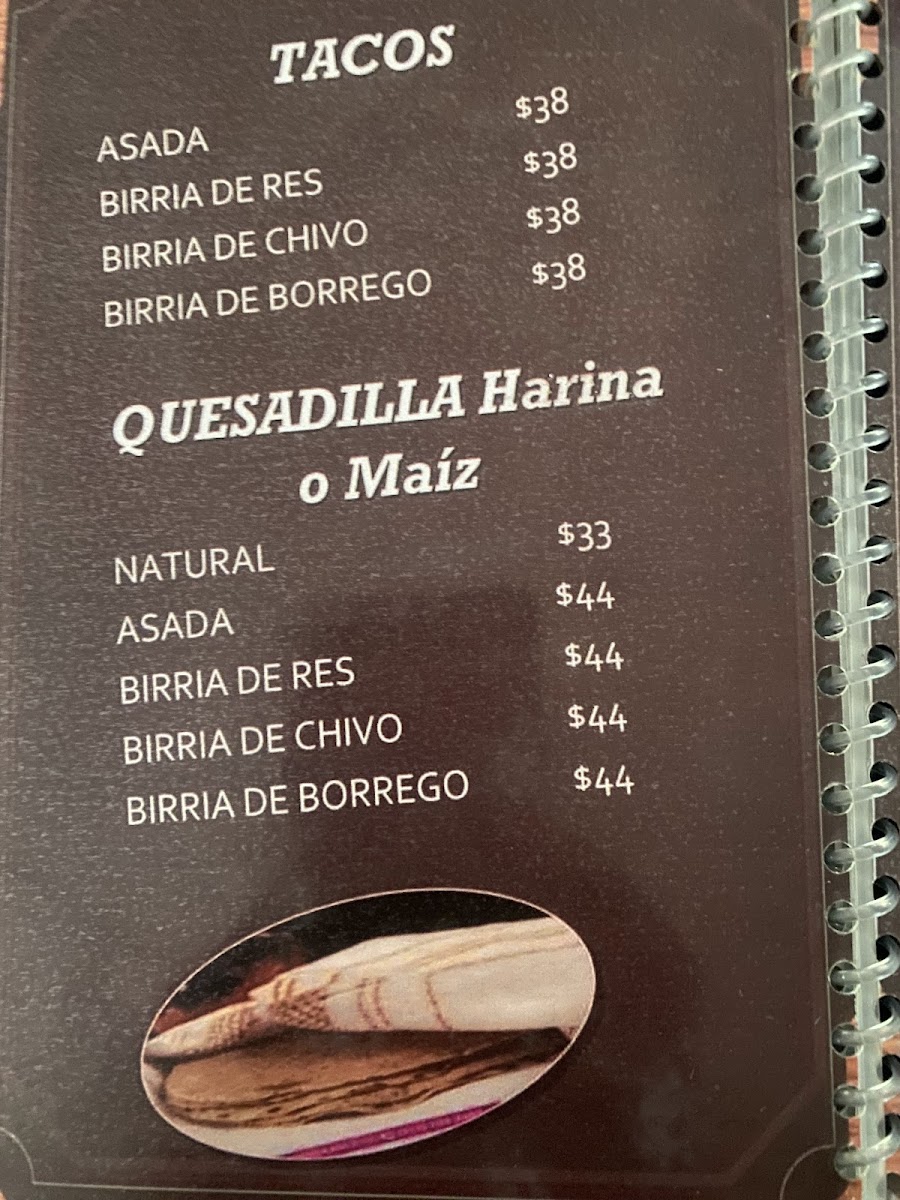 TACOS
ASADA $38
BIRRIA DE RES $38
BIRRIA DE CHIVO $38
BIRRIA DE BORREGO $38
QUESADILLA Harina
o Maíz
NATURAL $33
ASADA $44
BIRRIA DE RES $44
BIRRIA DE CHIVO $44
BIRRIA DE BORREGO $44